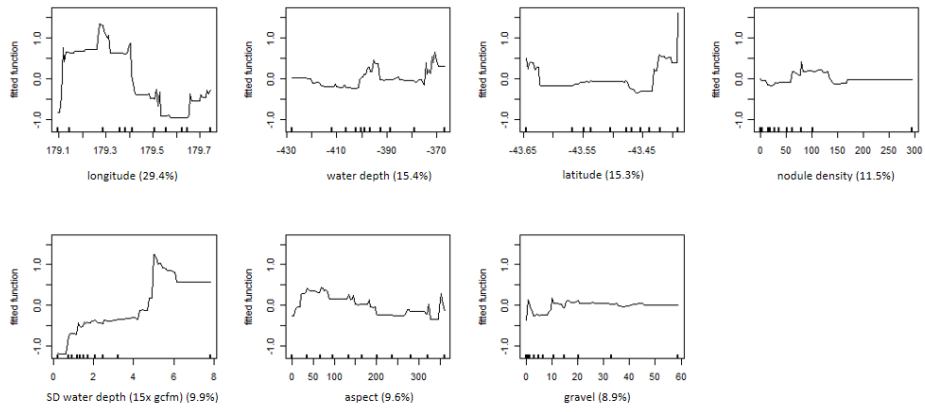 fitted function
1.0
0.0
-1.0
179.1 179.3 179.5 179.7
longitude (29.4%)
fitted function
1.0
0.0
-1.0
-430 -410 -390 -370
water depth (15.4%)
fitted function
1.0
0.0
-1.0
-43.65 -43.55 -43.45
latitude (15.3%)
fitted function
1.0
0.0
-1.0
0 50 100 150 200 250 300
nodule density (11.5%)
fitted function
1.0
0.0
-1.0
0 2 4 6 8
SD water depth (15x gcfm) (9.9%)
fitted function
1.0
0.0
-1.0
0 50 100 200 300
aspect (9.6%)
fitted function
1.0
0.0
-1.0
0 10 20 30 40 50 60
gravel (8.9%)